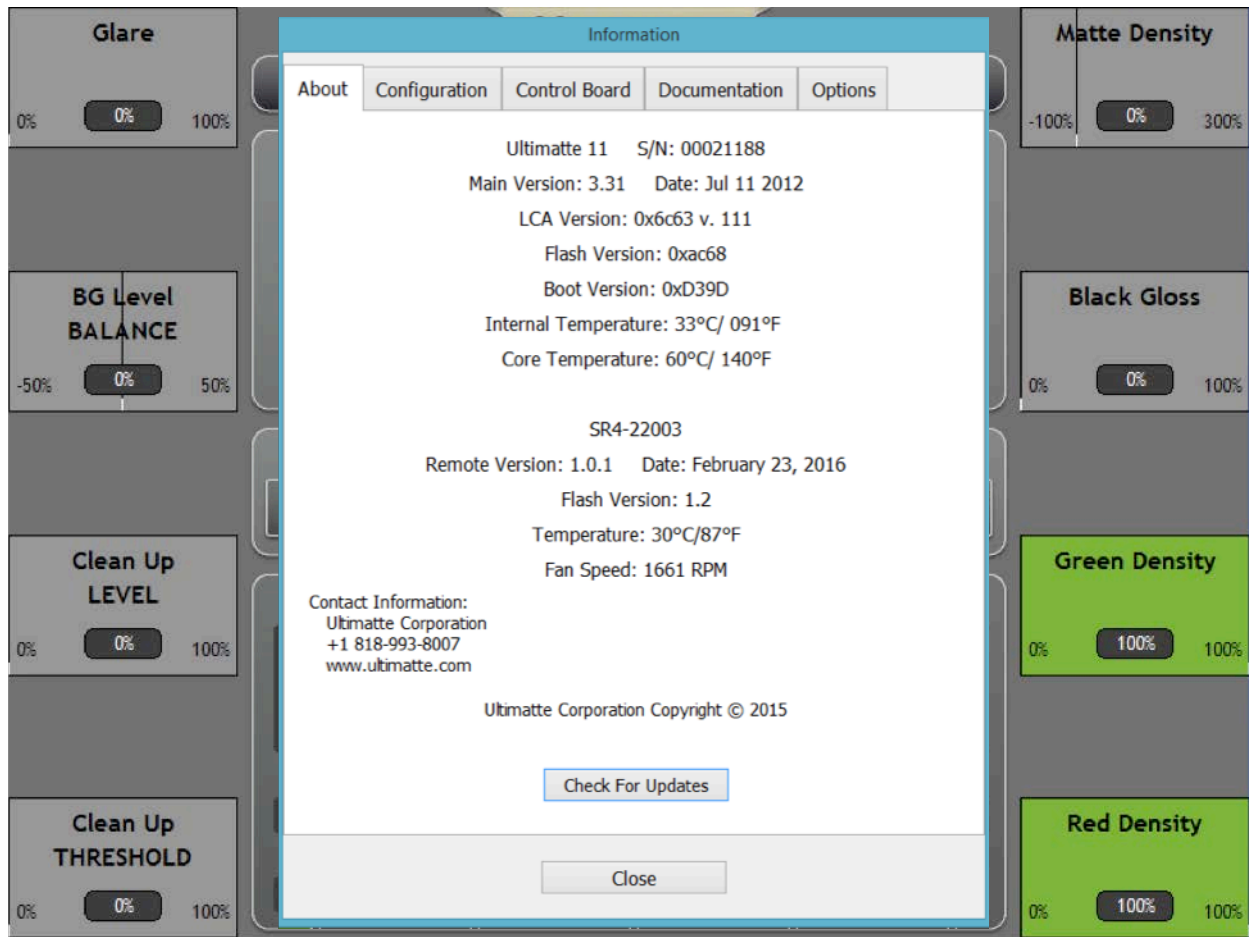 Glare
0%
0%
100%
BG Level
BALANCE
-50%
0%
50%
Clean Up
LEVEL
0%
0%
100%
Clean Up
THRESHOLD
0%
0%
100%
Information
About
Configuration
Control Board
Documentation
Options
Ultimatte 11 S/N: 00021188
Main Version: 3.31 Date: Jul 11 2012
LCA Version: 0x6c63 v. 111
Flash Version: 0xac68
Boot Version: 0xD39D
Internal Temperature: 33°C/ 091°F
Core Temperature: 60°C/ 140°F
SR4-22003
Remote Version: 1.0.1 Date: February 23, 2016
Flash Version: 1.2
Temperature: 30°C/87°F
Fan Speed: 1661 RPM
Contact Information:
Ultimatte Corporation
+1 818-993-8007
www.ultimatte.com
Ultimatte Corporation Copyright © 2015
Check For Updates
Close
Matte Density
-100%
0%
300%
Black Gloss
0%
0%
100%
Green Density
0%
100%
100%
Red Density
0%
100%
100%